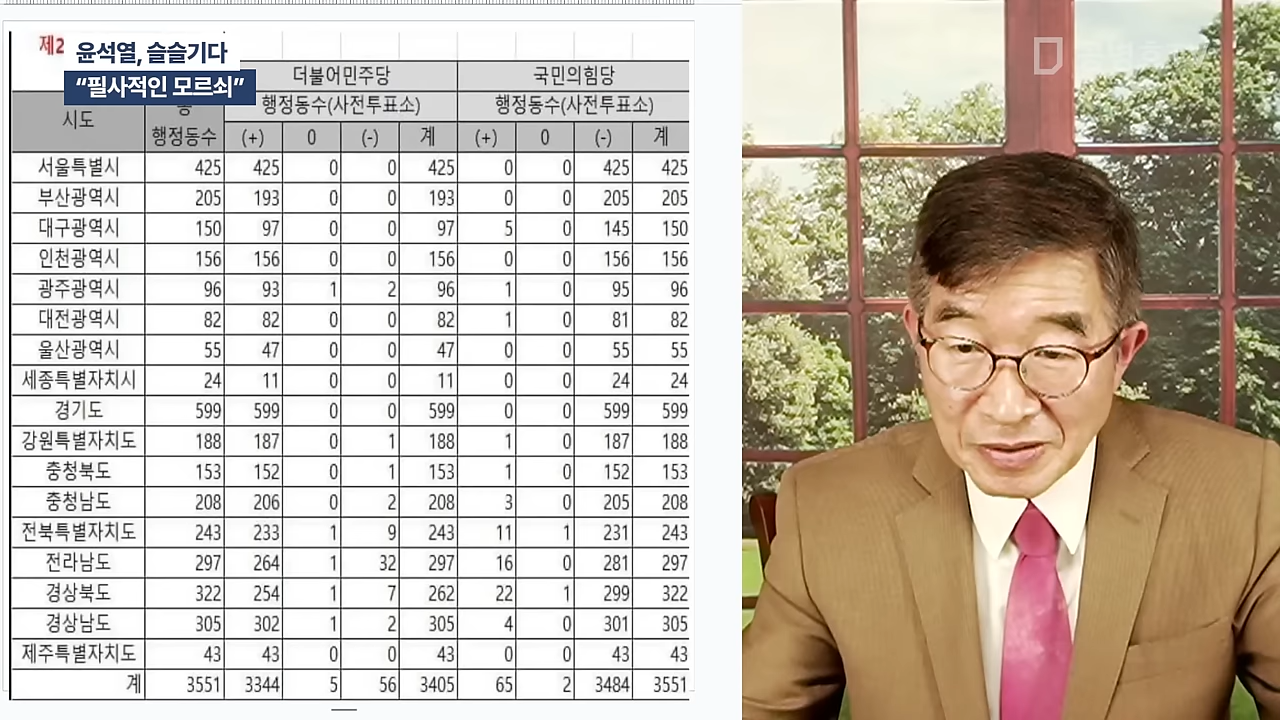 제2
윤석열, 슬슬기다
“필사적인 모르쇠”
더불어민주당 국민의힘당
시도 행정동수(사전투표소) 행정동수(사전투표소)
행정동수 (+) 0 (-) 계 (+) 0 (-) 계
서울특별시 425 425 0 0 425 0 0 425 425
부산광역시 205 193 0 0 193 0 0 205 205
대구광역시 150 97 0 0 97 5 0 145 150
인천광역시 156 156 0 0 156 0 0 156 156
광주광역시 96 93 1 2 96 1 0 95 96
대전광역시 82 82 0 0 82 1 0 81 82
울산광역시 55 47 0 0 47 0 0 55 55
세종특별자치시 24 11 0 0 11 0 0 24 24
경기도 599 599 0 0 599 0 0 599 599
강원특별자치도 188 187 0 1 188 1 0 187 188
충청북도 153 152 0 1 153 1 0 152 153
충청남도 208 206 0 2 208 3 0 205 208
전북특별자치도 243 233 1 9 243 11 1 231 243
전라남도 297 264 1 32 297 16 0 281 297
경상북도 322 254 1 7 262 22 1 299 322
경상남도 305 302 1 2 305 4 0 301 305
제주특별자치도 43 43 0 0 43 0 0 43 43
계 3551 3344 5 56 3405 65 2 3484 3551